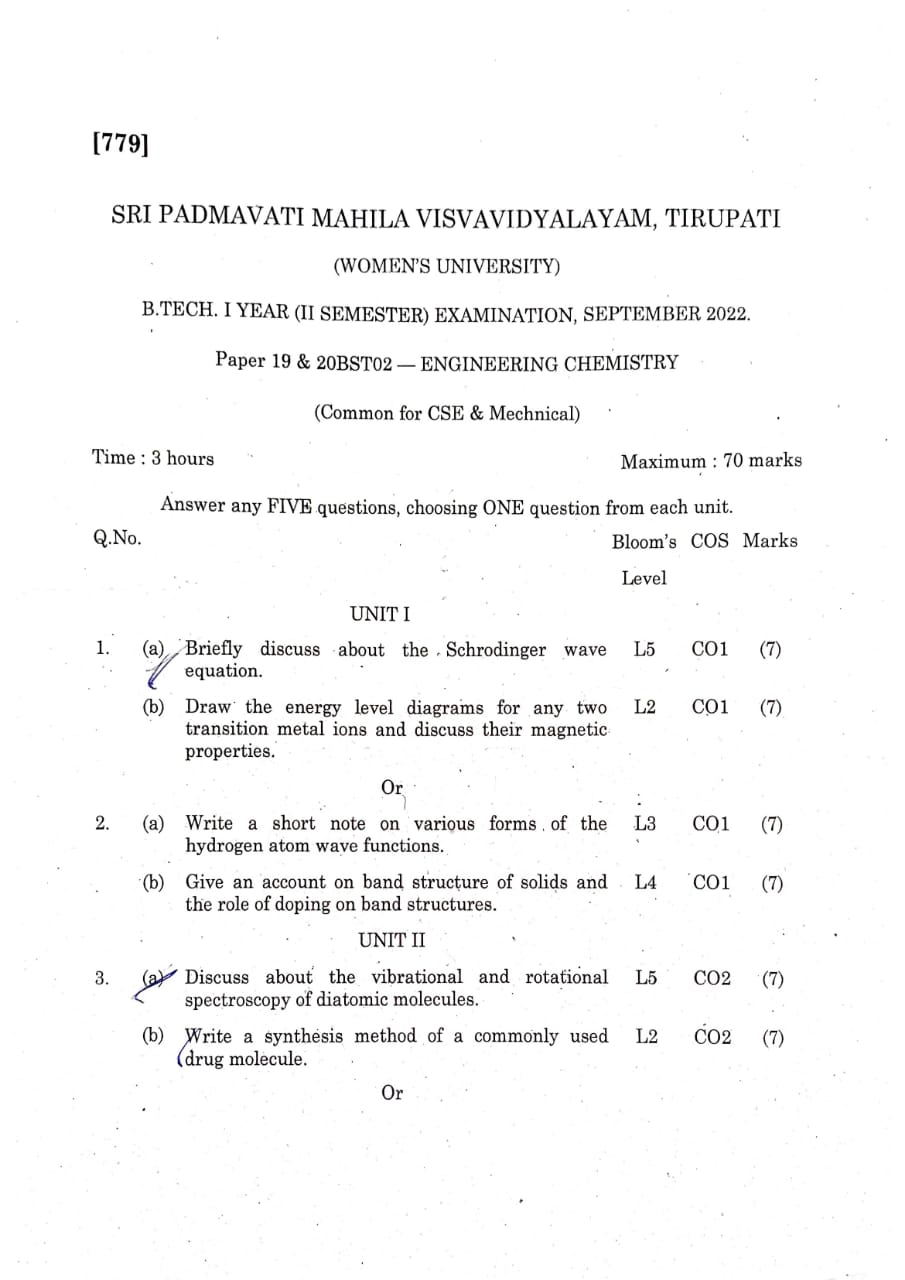 [779]
SRI PADMAVATI MAHILA VISVAVIDYALAYAM, TIRUPATI
(WOMEN'S UNIVERSITY)
B.TECH. I YEAR (II SEMESTER) EXAMINATION, SEPTEMBER 2022.
Paper 19 & 20BST02 — ENGINEERING CHEMISTRY
(Common for CSE & Mechnical)
Time : 3 hours Maximum : 70 marks
Answer any FIVE questions, choosing ONE question from each unit.
Q.No. Bloom's COS Marks
Level
UNIT I
1. (a) Briefly discuss about the Schrodinger wave L5 CO1 (7)
equation.
(b) Draw the energy level diagrams for any two L2 CO1 (7)
transition metal ions and discuss their magnetic
properties.
Or
2. (a) Write a short note on various forms of the L3 CO1 (7)
hydrogen atom wave functions.
(b) Give an account on band structure of solids and L4 CO1 (7)
the role of doping on band structures.
UNIT II
3. (a) Discuss about the vibrational and rotational L5 CO2 (7)
spectroscopy of diatomic molecules.
(b) Write a synthesis method of a commonly used L2 CO2 (7)
drug molecule.
Or